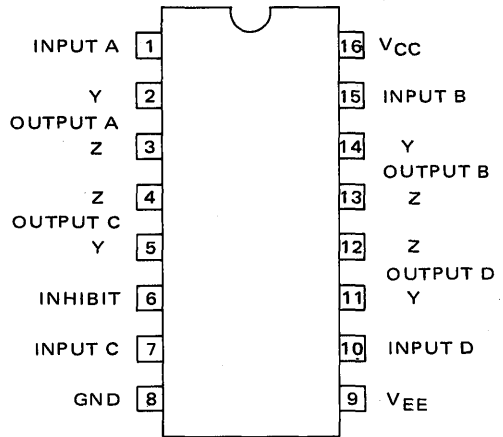 INPUT A 1 16 VCC
Y 2 15 INPUT B
OUTPUT A
Z 3 14 Y
OUTPUT B
Z 4 13 Z
OUTPUT C
Y 5 12 Z
OUTPUT D
INHIBIT 6 11 Y
INPUT C 7 10 INPUT D
GND 8 9 VEE